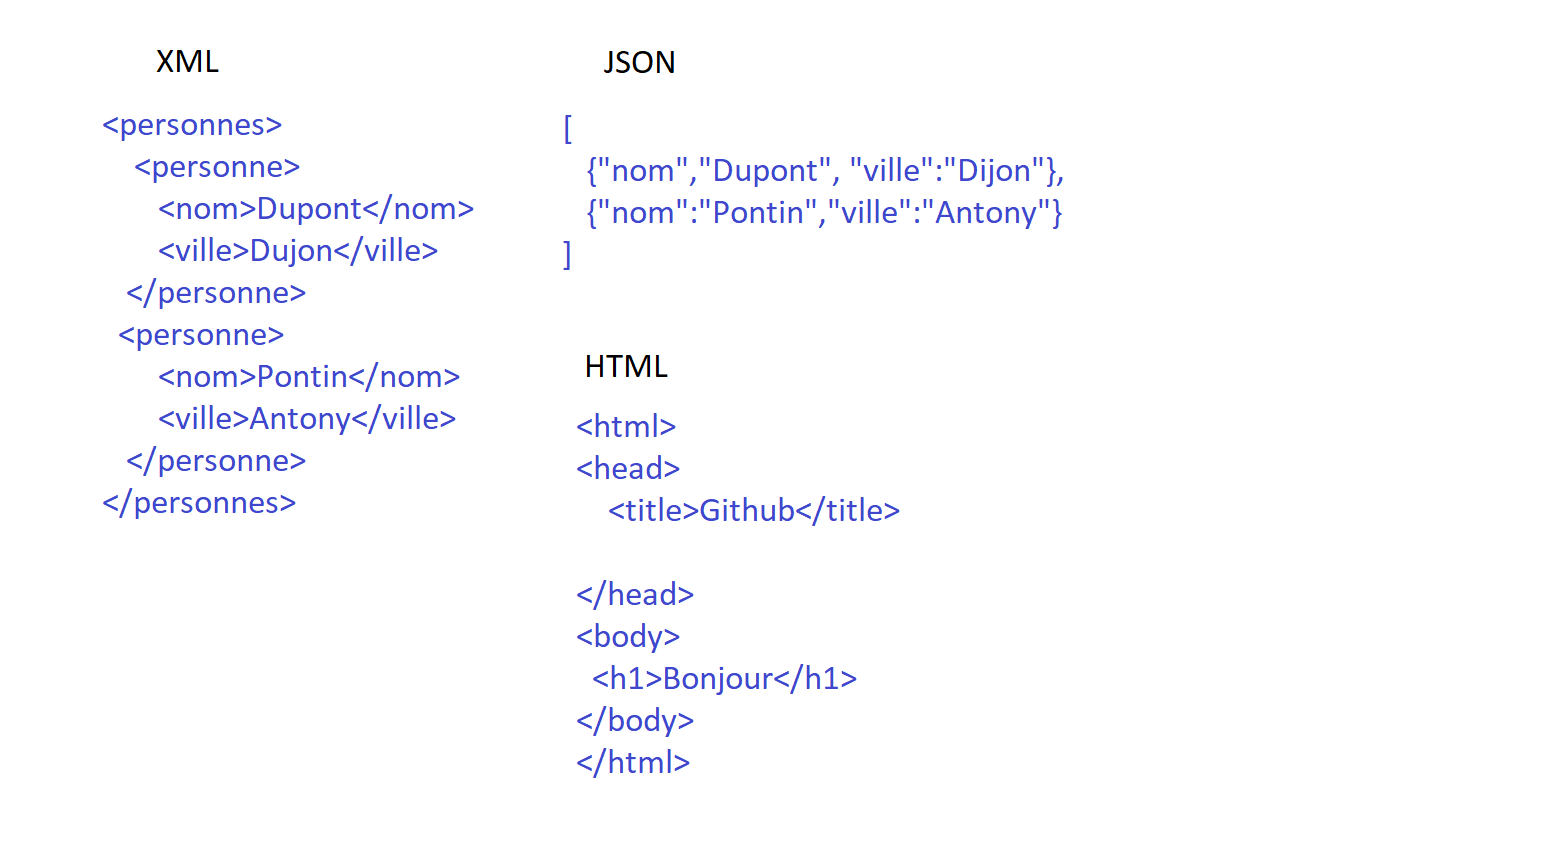 XML
<personnes>
<personne>
<nom>Dupont</nom>
<ville>Dujon</ville>
</personne>
<personne>
<nom>Pontin</nom>
<ville>Antony</ville>
</personne>
</personnes>
JSON
[
{"nom","Dupont", "ville":"Dijon"},
{"nom":"Pontin","ville":"Antony"}
]
HTML
<html>
<head>
<title>Github</title>
</head>
<body>
<h1>Bonjour</h1>
</body>
</html>